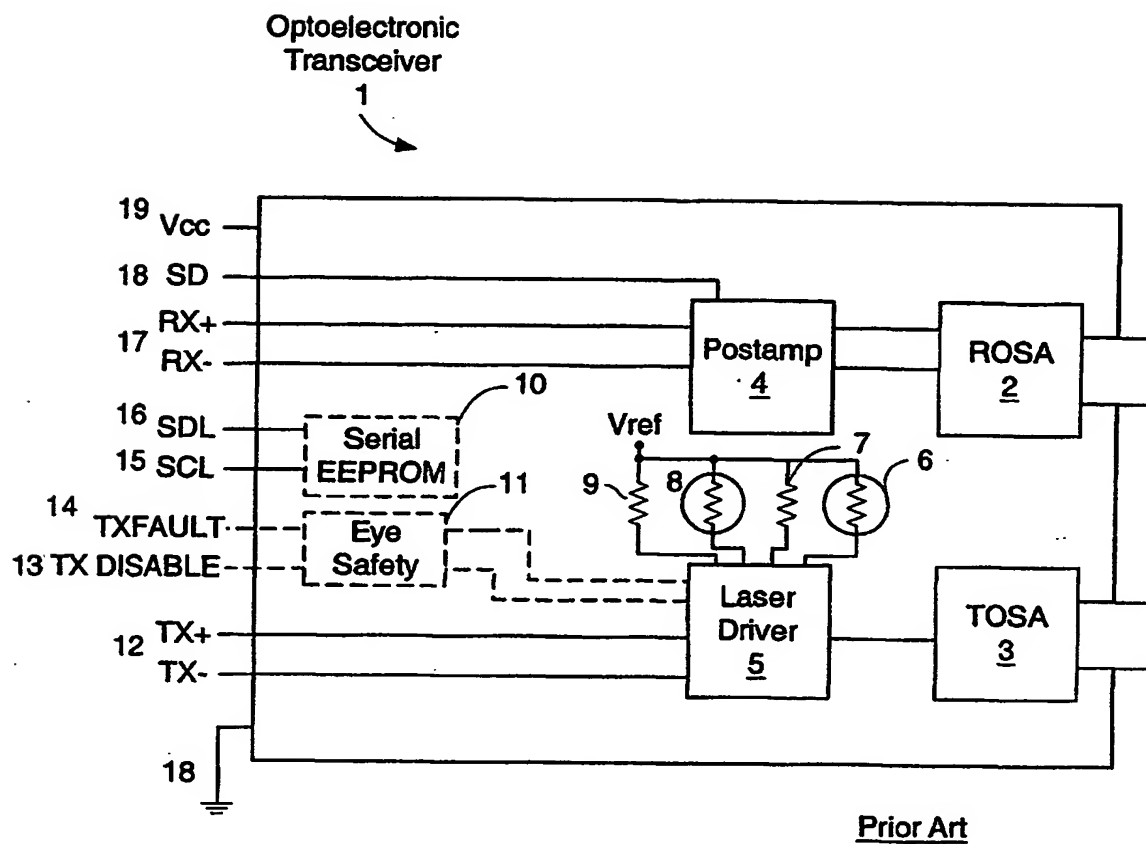 Optoelectronic
Transceiver
1
19 Vcc
18 SD
RX+
17
RX-
Postamp
4
ROSA
2
10
16 SDL
15 SCL
Serial
EEPROM
Vref
9
8
7
6
11
14
TXFAULT
13 TX DISABLE
Eye
Safety
12
TX+
TX-
Laser
Driver
5
TOSA
3
18
Prior Art